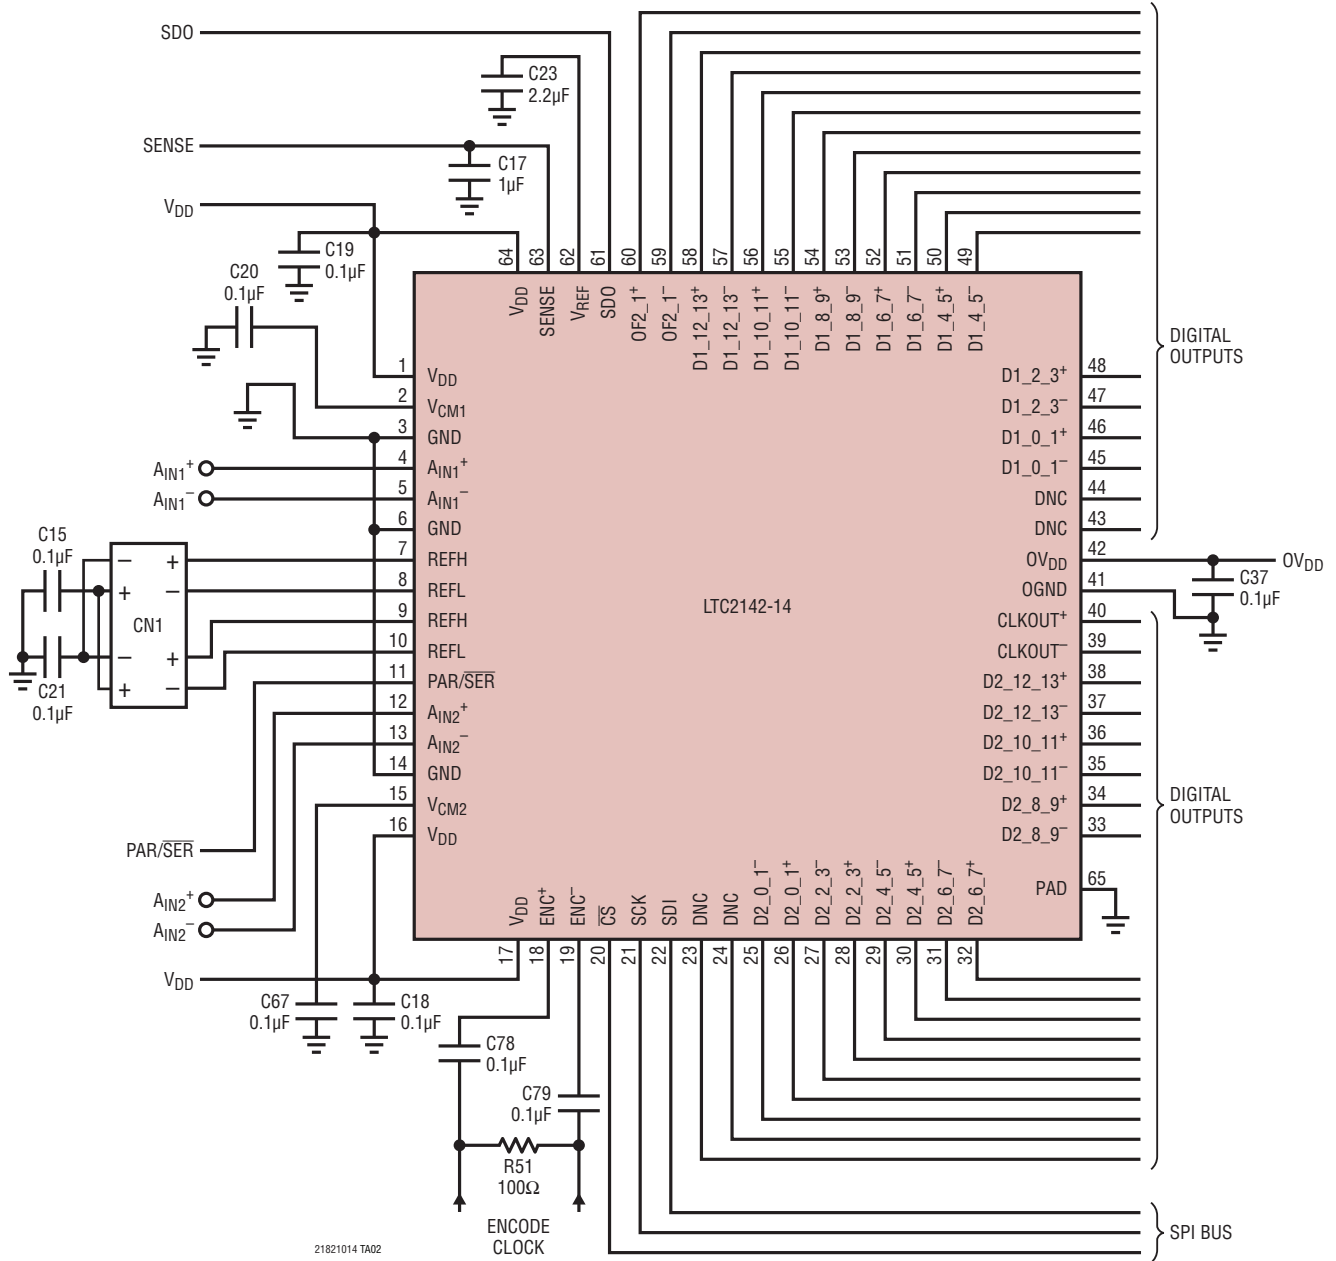 SDO
C23
2.2µF
SENSE
C17
1µF
VDD
C19
0.1µF
C20
0.1µF
64
63
62
61
60
59
58
57
56
55
54
53
52
51
50
49
VDD
SENSE
VREF
SDO
OF2_1+
OF2_1–
D1_12_13+
D1_12_13–
D1_10_11+
D1_10_11–
D1_8_9+
D1_8_9–
D1_6_7+
D1_6_7–
D1_4_5+
D1_4_5–
DIGITAL
OUTPUTS
1 VDD
2 VCM1
3 GND
4 AIN1+
5 AIN1–
6 GND
7 REFH
8 REFL
9 REFH
10 REFL
11 PAR/SER
12 AIN2+
13 AIN2–
14 GND
15 VCM2
16 VDD
AIN1+
AIN1–
C15
0.1µF
– +
+ –
CN1
– +
+ –
C21
0.1µF
LTC2142-14
D1_2_3+ 48
D1_2_3– 47
D1_0_1+ 46
D1_0_1– 45
DNC 44
DNC 43
OVDD 42
OGND 41
CLKOUT+ 40
CLKOUT– 39
D2_12_13+ 38
D2_12_13– 37
D2_10_11+ 36
D2_10_11– 35
D2_8_9+ 34
D2_8_9– 33
PAD 65
OVDD
C37
0.1µF
DIGITAL
OUTPUTS
PAR/SER
AIN2+
AIN2–
VDD
VDD
ENC+
ENC–
CS
SCK
SDI
DNC
DNC
D2_0_1–
D2_0_1+
D2_2_3–
D2_2_3+
D2_4_5–
D2_4_5+
D2_6_7–
D2_6_7+
17
18
19
20
21
22
23
24
25
26
27
28
29
30
31
32
C67
0.1µF
C18
0.1µF
C78
0.1µF
C79
0.1µF
R51
100Ω
ENCODE
CLOCK
SPI BUS
21821014 TA02